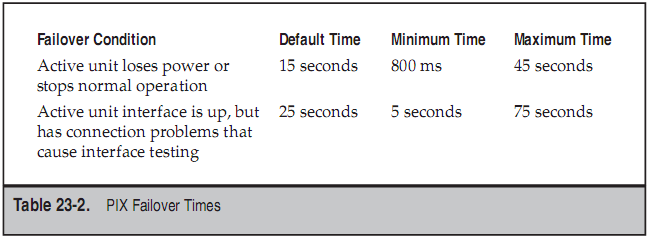 Failover Condition Default Time Minimum Time Maximum Time
Active unit loses power or 15 seconds 800 ms 45 seconds
stops normal operation
Active unit interface is up, but 25 seconds 5 seconds 75 seconds
has connection problems that
cause interface testing
Table 23-2. PIX Failover Times